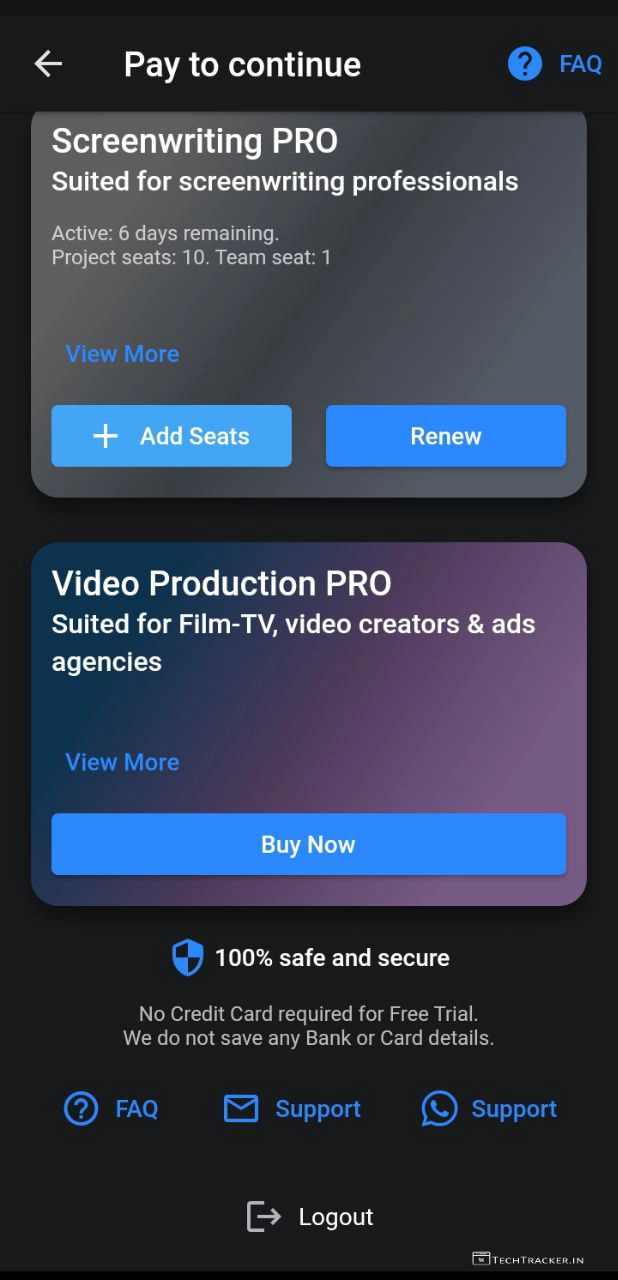 Pay to continue
FAQ
Screenwriting PRO
Suited for screenwriting professionals
Active: 6 days remaining.
Project seats: 10. Team seat: 1
View More
+ Add Seats
Renew
Video Production PRO
Suited for Film-TV, video creators & ads
agencies
View More
Buy Now
100% safe and secure
No Credit Card required for Free Trial.
We do not save any Bank or Card details.
FAQ
Support
Support
Logout
TECHTRACKER.IN